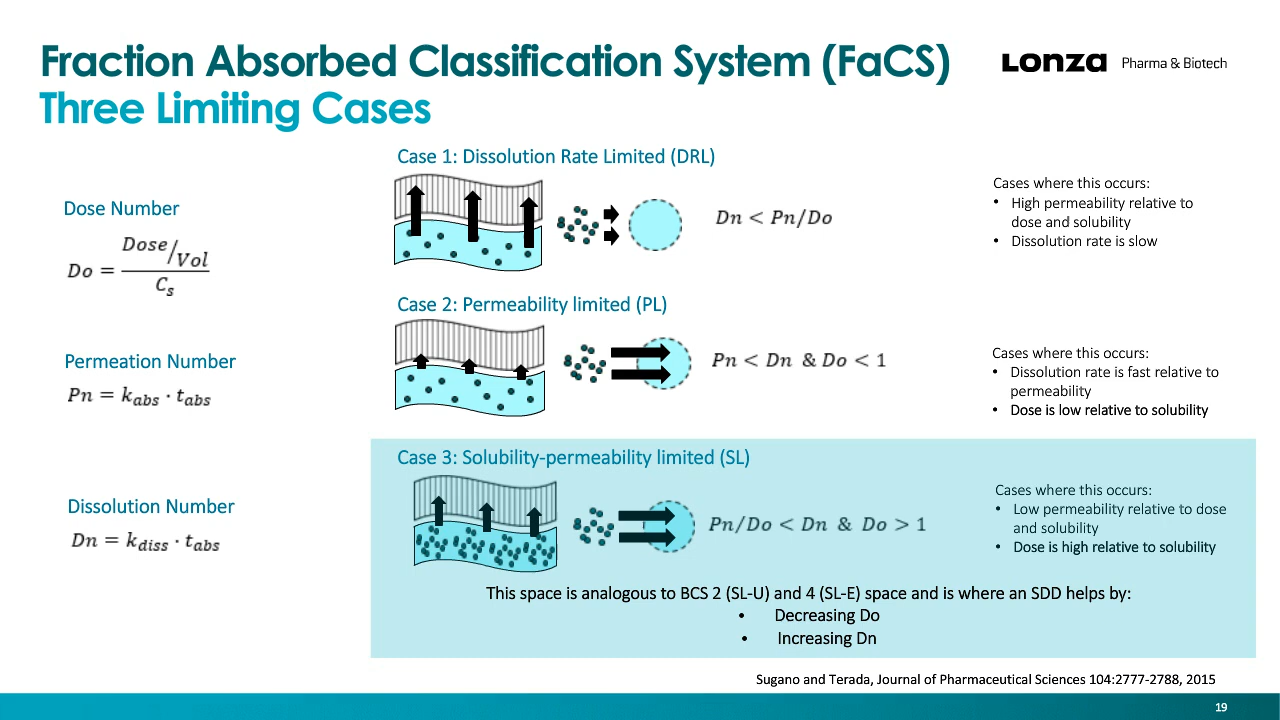 Fraction Absorbed Classification System (FaCS)
Three Limiting Cases
Lonza Pharma & Biotech
Dose Number
Do = Dose/Vol / Cs
Permeation Number
Pn = kabs · tabs
Dissolution Number
Dn = kdiss · tabs
Case 1: Dissolution Rate Limited (DRL)
Dn < Pn/Do
Cases where this occurs:
• High permeability relative to
dose and solubility
• Dissolution rate is slow
Case 2: Permeability limited (PL)
Pn < Dn & Do < 1
Cases where this occurs:
• Dissolution rate is fast relative to
permeability
• Dose is low relative to solubility
Case 3: Solubility-permeability limited (SL)
Pn/Do < Dn & Do > 1
Cases where this occurs:
• Low permeability relative to dose
and solubility
• Dose is high relative to solubility
This space is analogous to BCS 2 (SL-U) and 4 (SL-E) space and is where an SDD helps by:
• Decreasing Do
• Increasing Dn
Sugano and Terada, Journal of Pharmaceutical Sciences 104:2777-2788, 2015
19